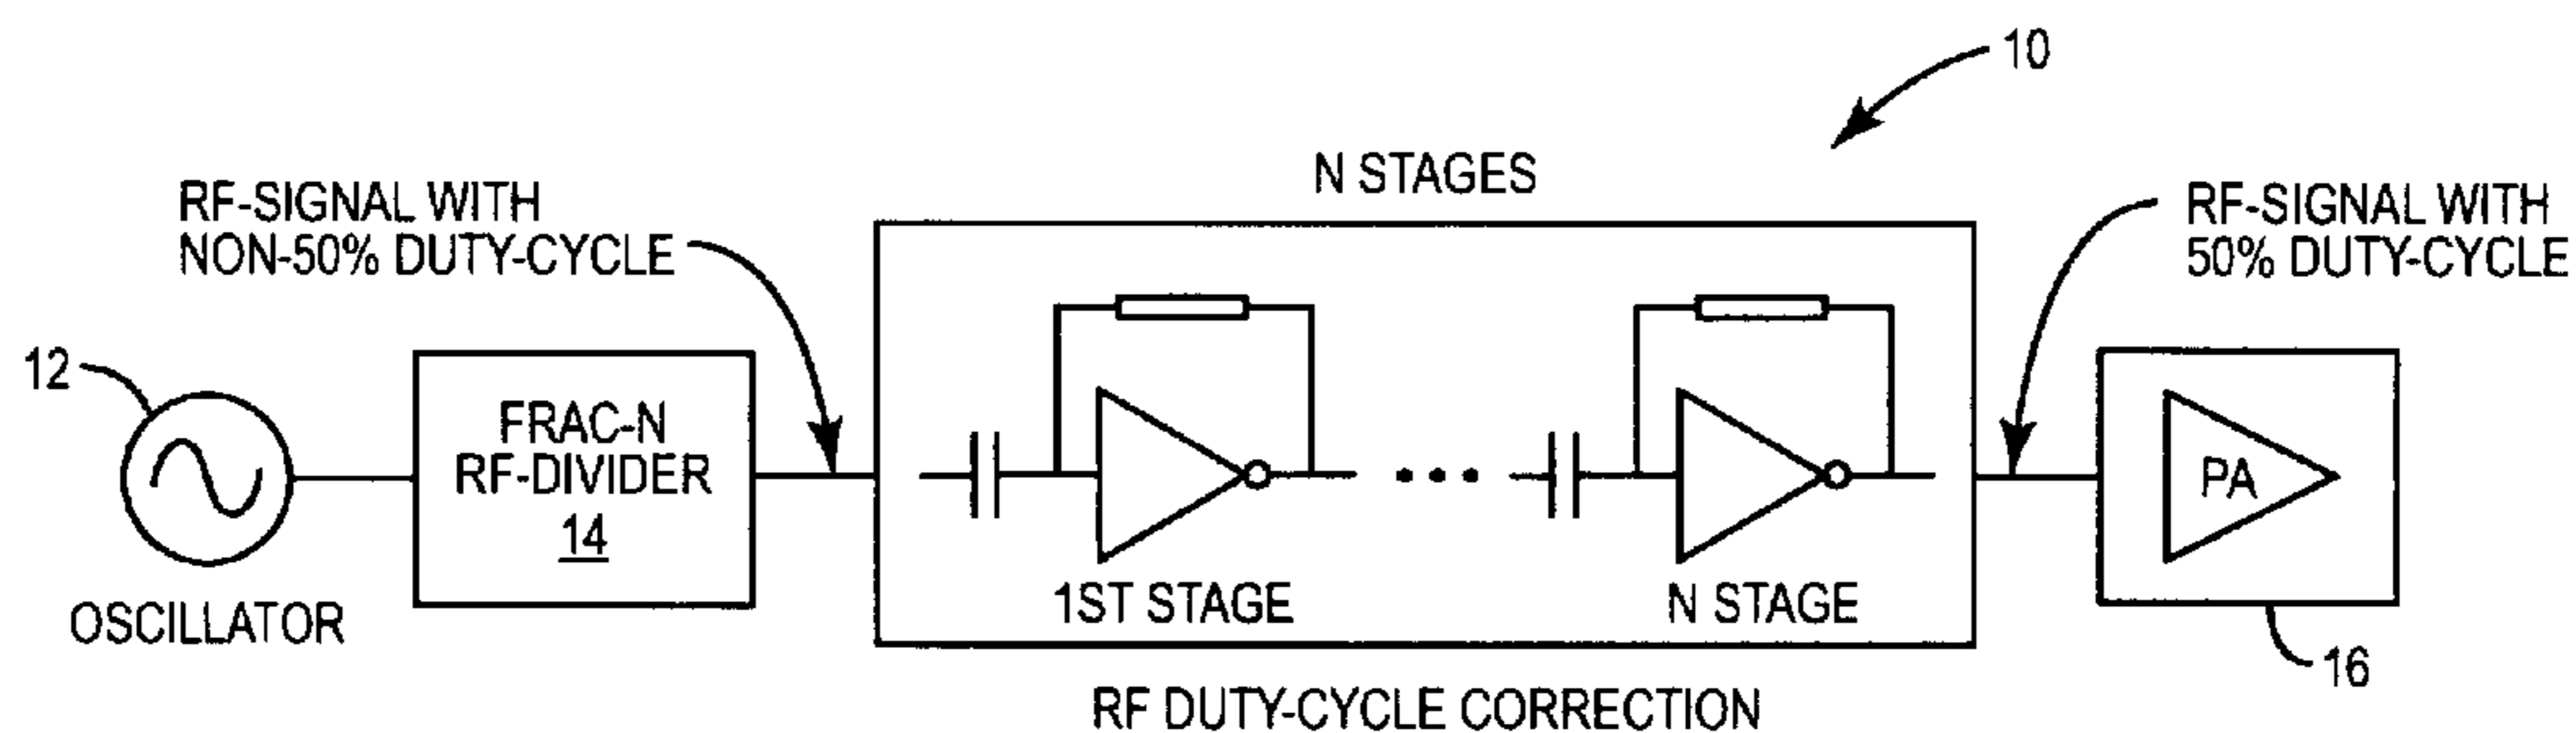 10
N STAGES
RF-SIGNAL WITH
NON-50% DUTY-CYCLE
RF-SIGNAL WITH
50% DUTY-CYCLE
12
FRAC-N
RF-DIVIDER
14
PA
OSCILLATOR
1ST STAGE
N STAGE
16
RF DUTY-CYCLE CORRECTION